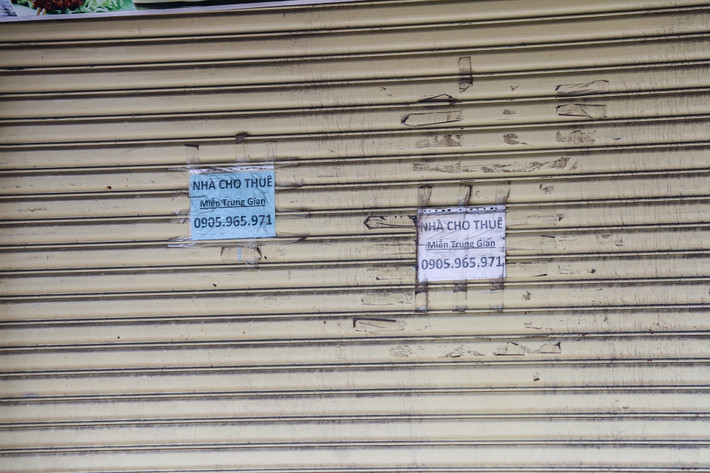 NHÀ CHO THUÊ
Miễn Trung Gian
0905.965.971
NHÀ CHO THUÊ
Miễn Trung Gian
0905.965.971